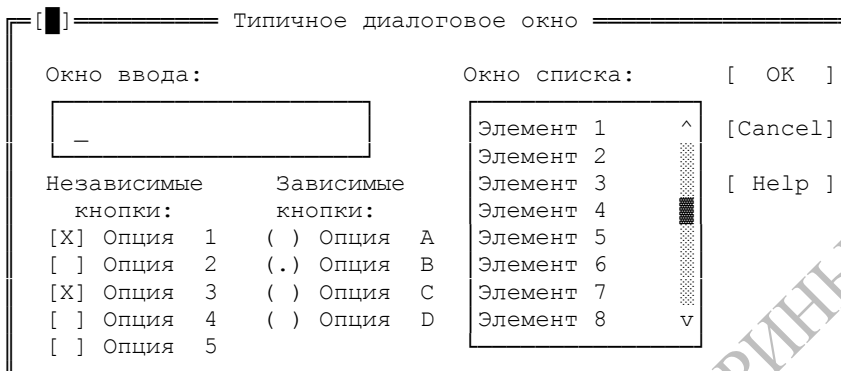 [█] Типичное диалоговое окно
Окно ввода: Окно списка: [ OK ]
_ Элемент 1 ^ [Cancel]
Элемент 2
Независимые Зависимые Элемент 3 [ Help ]
кнопки: кнопки: Элемент 4
[X] Опция 1 ( ) Опция A Элемент 5
[ ] Опция 2 (.) Опция B Элемент 6
[X] Опция 3 ( ) Опция C Элемент 7
[ ] Опция 4 ( ) Опция D Элемент 8 v
[ ] Опция 5